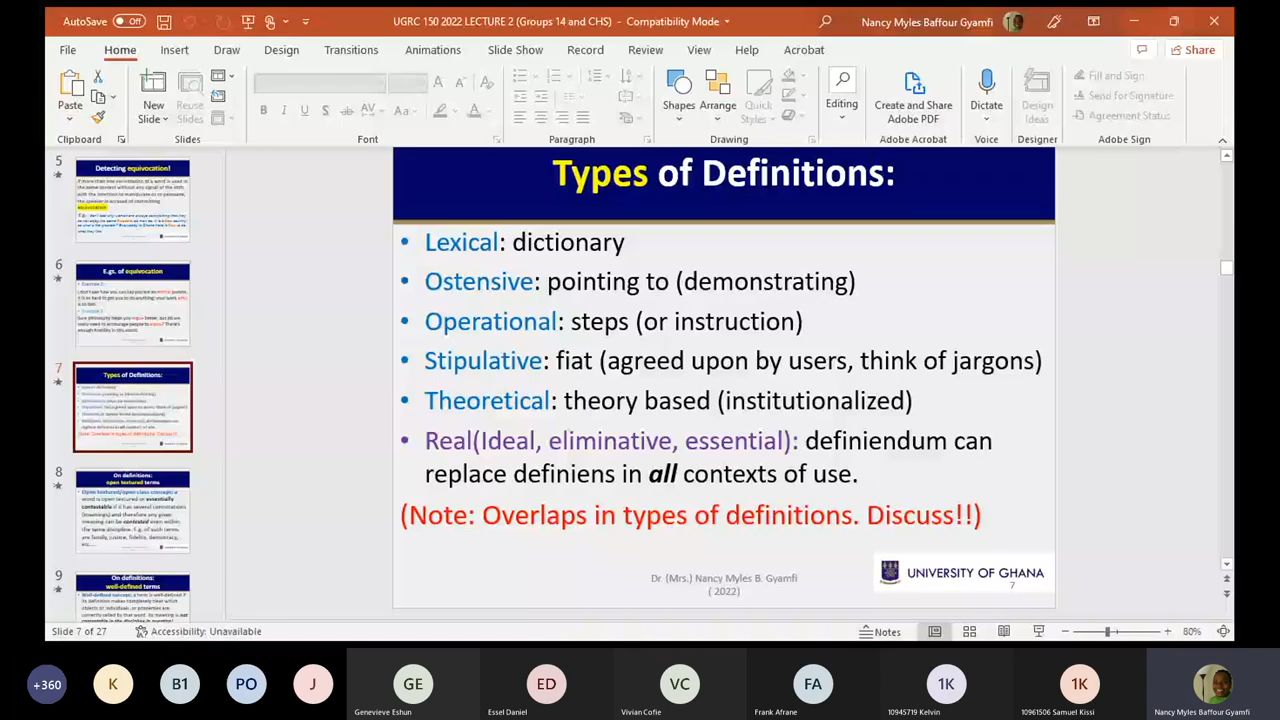 AutoSave Off UGRC 150 2022 LECTURE 2 (Groups 14 and CHS) - Compatibility Mode Nancy Myles Baffour Gyamfi
File Home Insert Draw Design Transitions Animations Slide Show Record Review View Help Acrobat Share
Paste New Slide Reuse Slides Shapes Arrange Quick Styles Editing Create and Share Adobe PDF Dictate Design Ideas Fill and Sign
Send for Signature
Agreement Status
Clipboard Slides Font Paragraph Drawing Adobe Acrobat Voice Designer Adobe Sign
5
Detecting equivocation!
6
E.gs. of equivocation
7
Types of Definitions:
8
On definitions:
open textured terms
9
On definitions:
well-defined terms
Types of Definitions:
• Lexical: dictionary
• Ostensive: pointing to (demonstrating)
• Operational: steps (or instruction)
• Stipulative: fiat (agreed upon by users, think of jargons)
• Theoretical: theory based (institutionalized)
• Real(Ideal, eliminative, essential): definiendum can
replace definiens in all contexts of use.
(Note: Overlaps in types of definitions. Discuss!!)
Dr (Mrs.) Nancy Myles B. Gyamfi
( 2022)
UNIVERSITY OF GHANA
7
Slide 7 of 27 Accessibility: Unavailable Notes 80%
+360 K B1 PO J GE ED VC FA 1K 1K
Genevieve Eshun Essel Daniel Vivian Cofie Frank Afrane 10945719 Kelvin 10961506 Samuel Kissi Nancy Myles Baffour Gyamfi